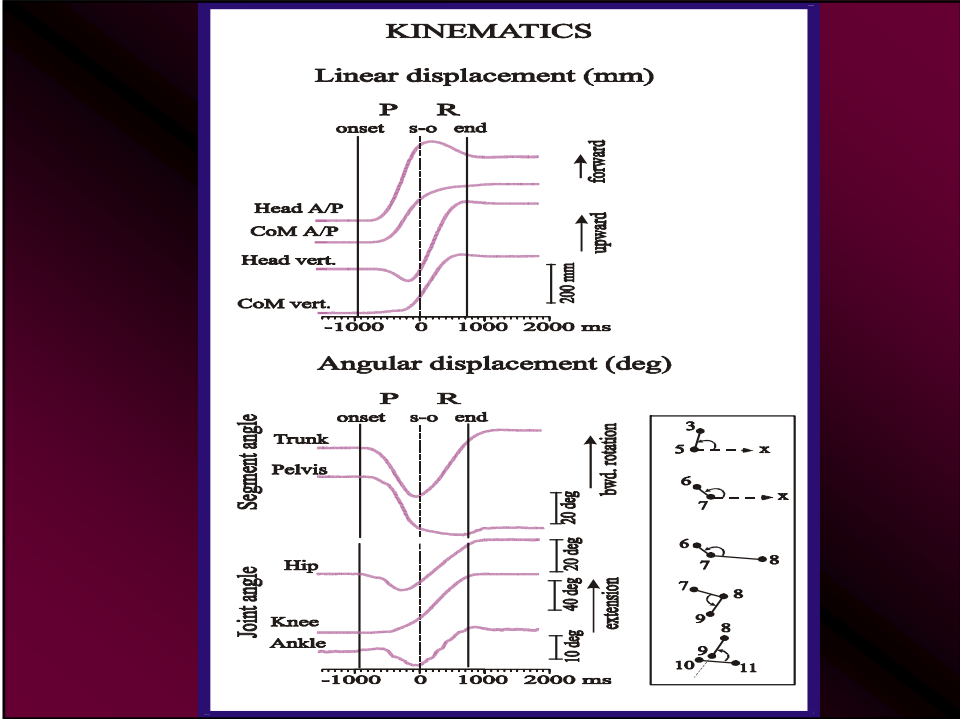 KINEMATICS
Linear displacement (mm)
P R
onset s-o end
forward
Head A/P
CoM A/P
upward
Head vert.
200 mm
CoM vert.
-1000 0 1000 2000 ms
Angular displacement (deg)
P R
onset s-o end
Segment angle
Trunk
Pelvis
bwd. rotation
20 deg
Hip
20 deg
Joint angle
40 deg
extension
Knee
Ankle
10 deg
-1000 0 1000 2000 ms
3
5 x
6
7 x
6
7 8
7 8
9
8
9
10 11